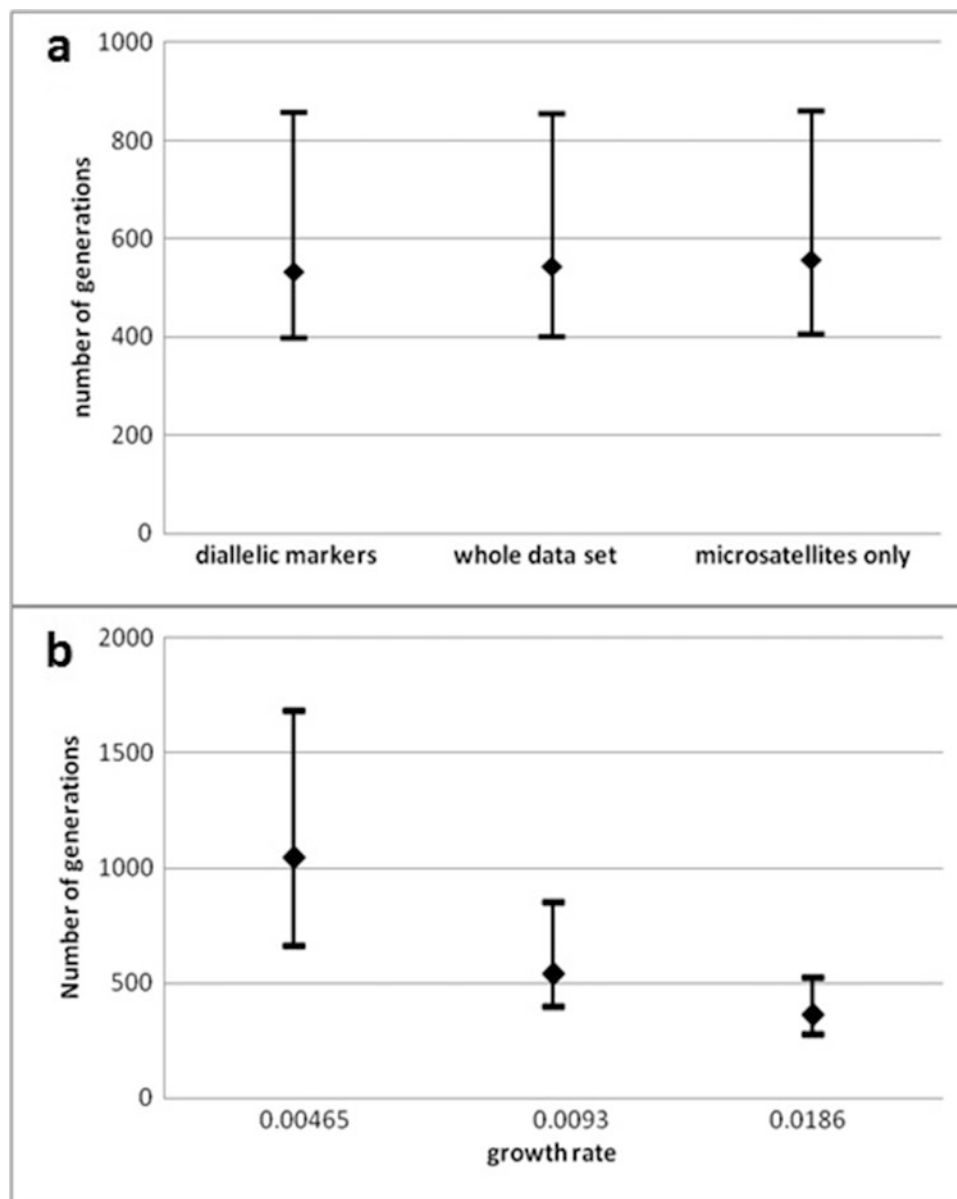 a
number of generations
1000
800
600
400
200
0
diallelic markers whole data set microsatellites only
b
Number of generations
2000
1500
1000
500
0
0.00465 0.0093 0.0186
growth rate